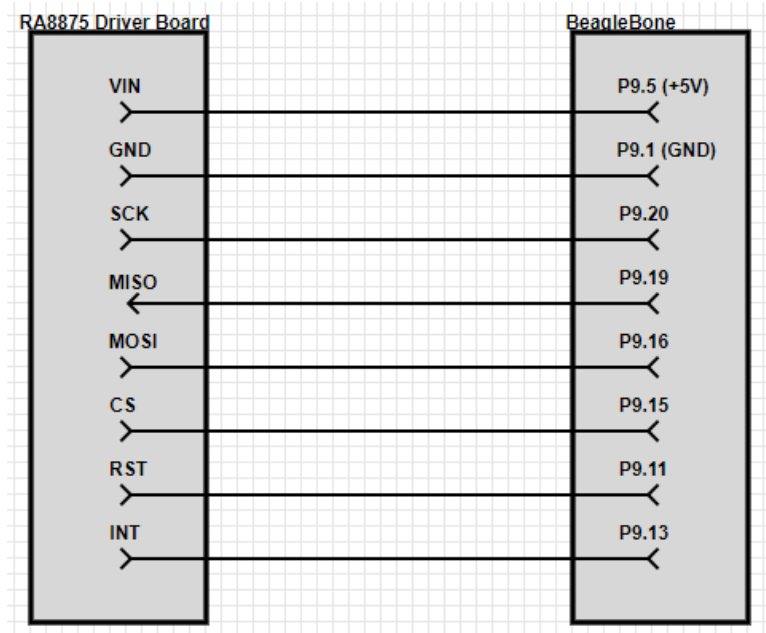 RA8875 Driver Board BeagleBone
VIN P9.5 (+5V)
GND P9.1 (GND)
SCK P9.20
MISO P9.19
MOSI P9.16
CS P9.15
RST P9.11
INT P9.13